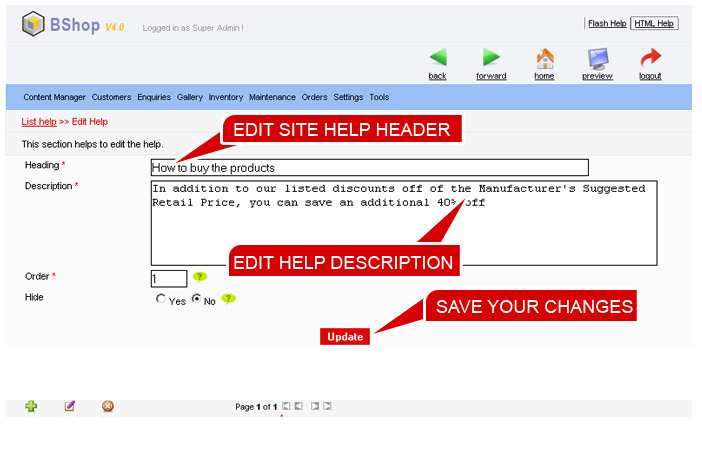 BShop V4.0 Logged in as Super Admin ! Flash Help HTML Help
back forward home preview logout
Content Manager Customers Enquiries Gallery Inventory Maintenance Orders Settings Tools
List help >> Edit Help
EDIT SITE HELP HEADER
This section helps to edit the help.
Heading * How to buy the products
Description * In addition to our listed discounts off of the Manufacturer's Suggested
Retail Price, you can save an additional 40% off
EDIT HELP DESCRIPTION
Order * 1 ?
Hide Yes No ?
SAVE YOUR CHANGES
Update
Page 1 of 1